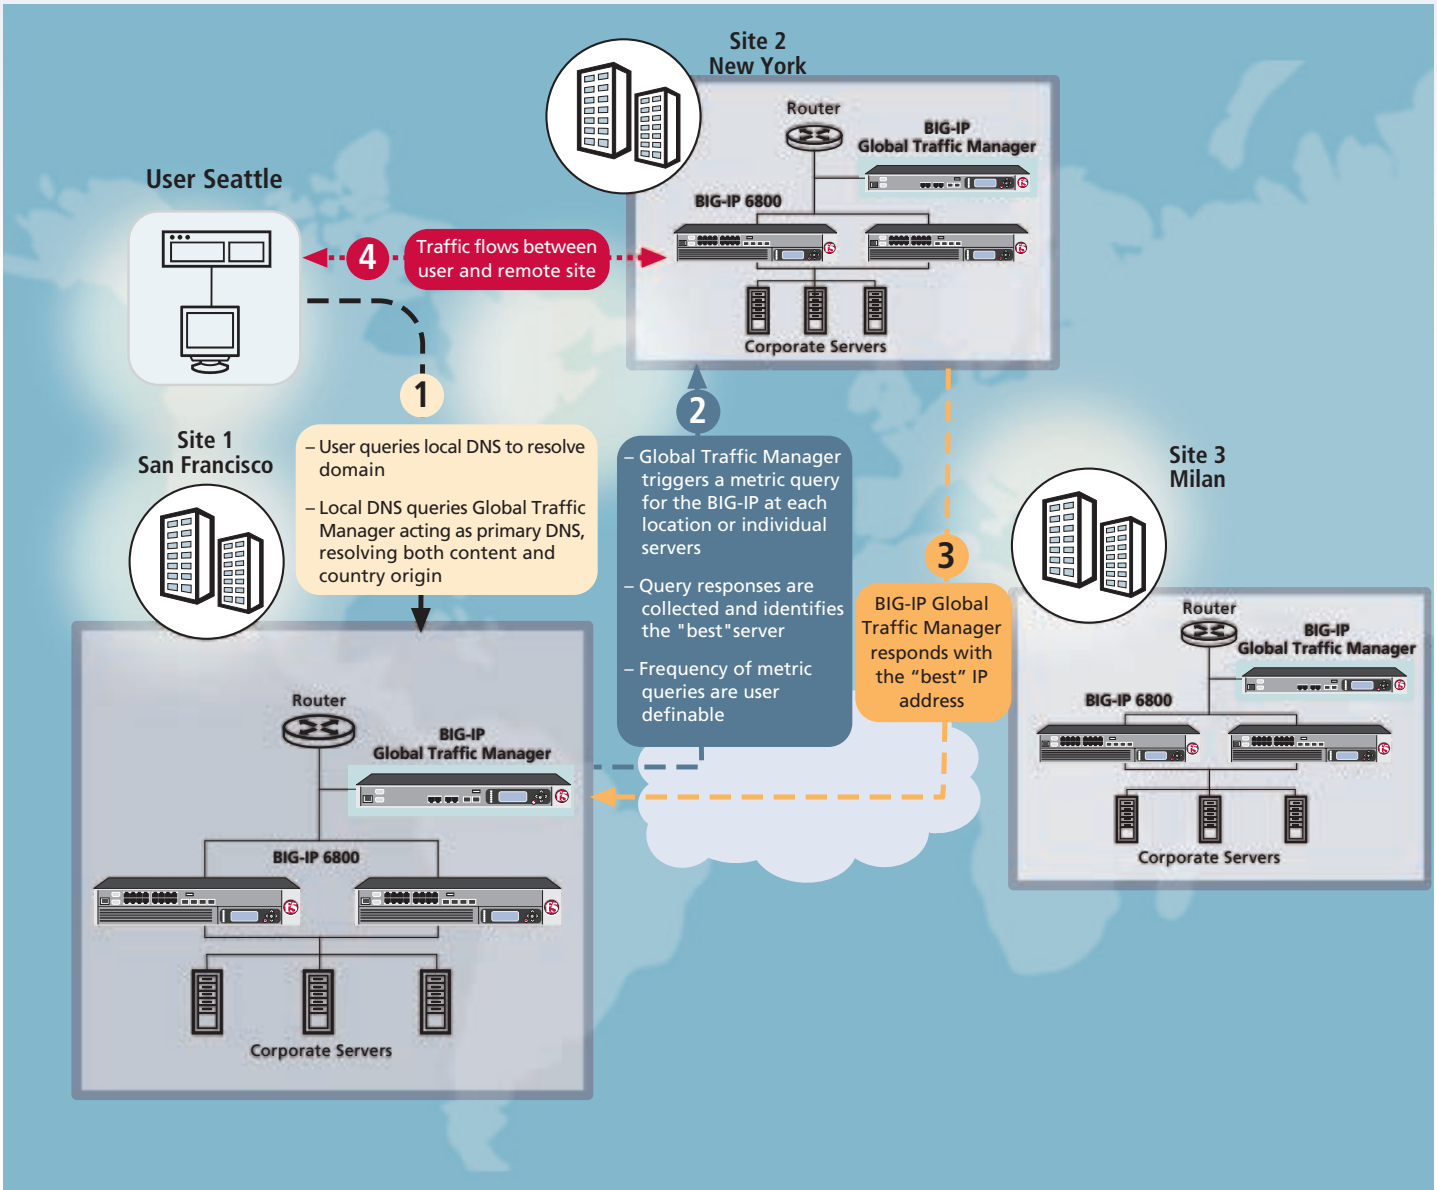 Site 2
New York
Router
BIG-IP
Global Traffic Manager
BIG-IP 6800
Corporate Servers
User Seattle
4
Traffic flows between
user and remote site
1
– User queries local DNS to resolve
domain
– Local DNS queries Global Traffic
Manager acting as primary DNS,
resolving both content and
country origin
2
– Global Traffic Manager
triggers a metric query
for the BIG-IP at each
location or individual
servers
– Query responses are
collected and identifies
the "best"server
– Frequency of metric
queries are user
definable
3
BIG-IP Global
Traffic Manager
responds with
the “best” IP
address
Site 1
San Francisco
Router
BIG-IP
Global Traffic Manager
BIG-IP 6800
Corporate Servers
Site 3
Milan
Router
BIG-IP
Global Traffic Manager
BIG-IP 6800
Corporate Servers